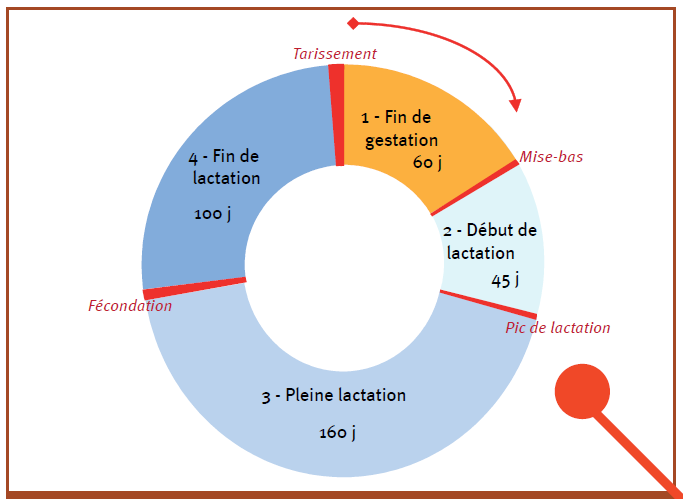 Tarissement
1 - Fin de
gestation
60 j
Mise-bas
2 - Début de
lactation
45 j
Pic de lactation
3 - Pleine lactation
160 j
Fécondation
4 - Fin de
lactation
100 j